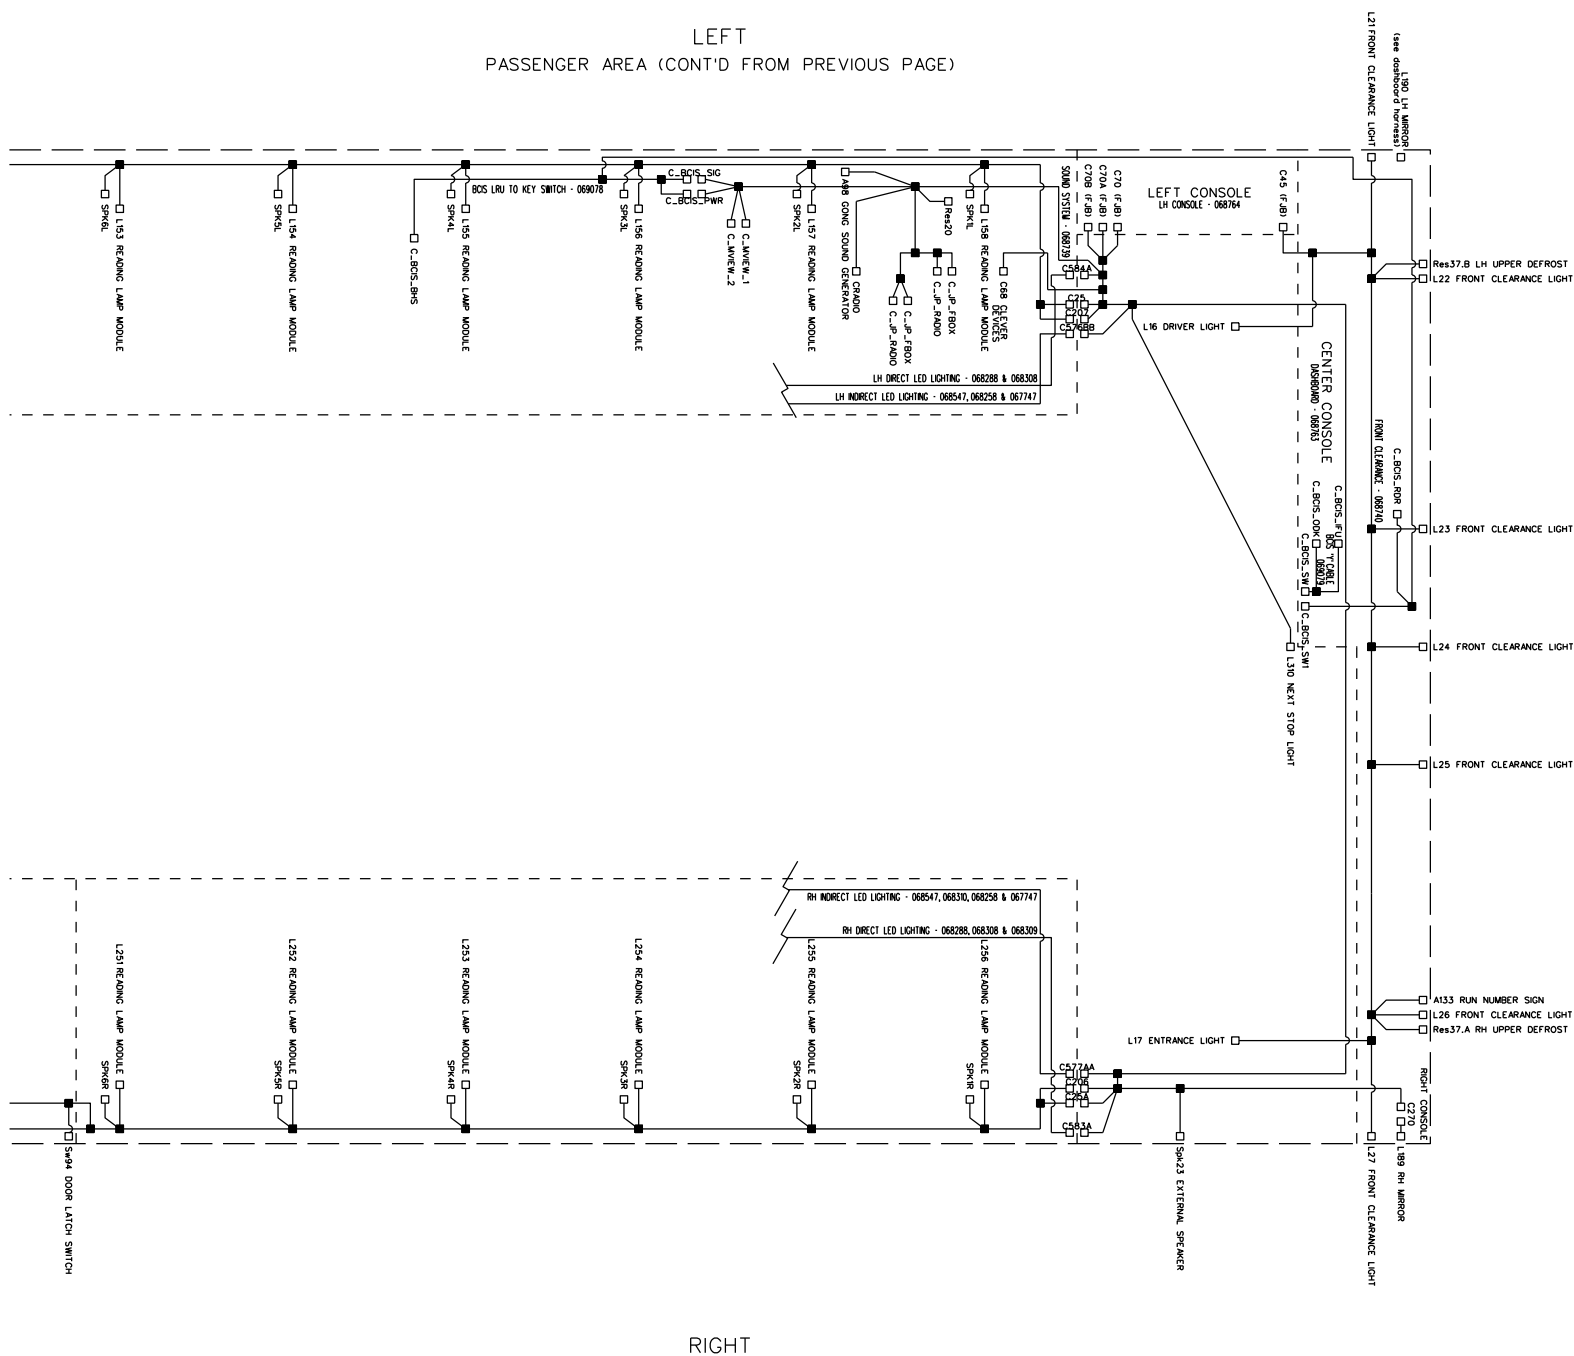 LEFT
PASSENGER AREA (CONT'D FROM PREVIOUS PAGE)
L21 FRONT CLEARANCE LIGHT
L190 LH MIRROR
(see dashboard harness)
C_BCIS_SIG
BCIS LRU TO KEY SWITCH - 069078
C_BCIS_PWR
SPK6L
L153 READING LAMP MODULE
SPK5L
L154 READING LAMP MODULE
C_BCIS_BHS
SPK4L
L155 READING LAMP MODULE
SPK3L
L156 READING LAMP MODULE
C_MVIEW_2
C_MVIEW_1
SPK2L
L157 READING LAMP MODULE
A98 GONG SOUND GENERATOR
CRADIO
Res20
C_JP_RADIO
C_JP_FBOX
C_JP_RADIO
C_JP_FBOX
SPK1L
L158 READING LAMP MODULE
C68 CLEVER
DEVICES
SOUND SYSTEM - 068739
C70B (FJB)
C70A (FJB)
C70 (FJB)
LEFT CONSOLE
LH CONSOLE - 068764
C45 (FJB)
C584A
C25
C207
C576BB
L16 DRIVER LIGHT
Res37.B LH UPPER DEFROST
L22 FRONT CLEARANCE LIGHT
LH DIRECT LED LIGHTING - 068288 & 068308
LH INDIRECT LED LIGHTING - 068547, 068258 & 067747
CENTER CONSOLE
DASHBOARD - 068763
FRONT CLEARANCE - 068740
C_BCIS_RDR
C_BCIS_IFU
C_BCIS_ODK
BCIS "Y" CABLE
069079
C_BCIS_SW
C_BCIS_SW1
L23 FRONT CLEARANCE LIGHT
L24 FRONT CLEARANCE LIGHT
L310 NEXT STOP LIGHT
L25 FRONT CLEARANCE LIGHT
RH INDIRECT LED LIGHTING - 068547, 068310, 068258 & 067747
RH DIRECT LED LIGHTING - 068288, 068308 & 068309
L251 READING LAMP MODULE
SPK6R
L252 READING LAMP MODULE
SPK5R
L253 READING LAMP MODULE
SPK4R
L254 READING LAMP MODULE
SPK3R
L255 READING LAMP MODULE
SPK2R
L256 READING LAMP MODULE
SPK1R
A133 RUN NUMBER SIGN
L26 FRONT CLEARANCE LIGHT
Res37.A RH UPPER DEFROST
L17 ENTRANCE LIGHT
C577AA
C206
C25A
C583A
RIGHT CONSOLE
C270
Sw94 DOOR LATCH SWITCH
Spk23 EXTERNAL SPEAKER
L27 FRONT CLEARANCE LIGHT
L189 RH MIRROR
RIGHT